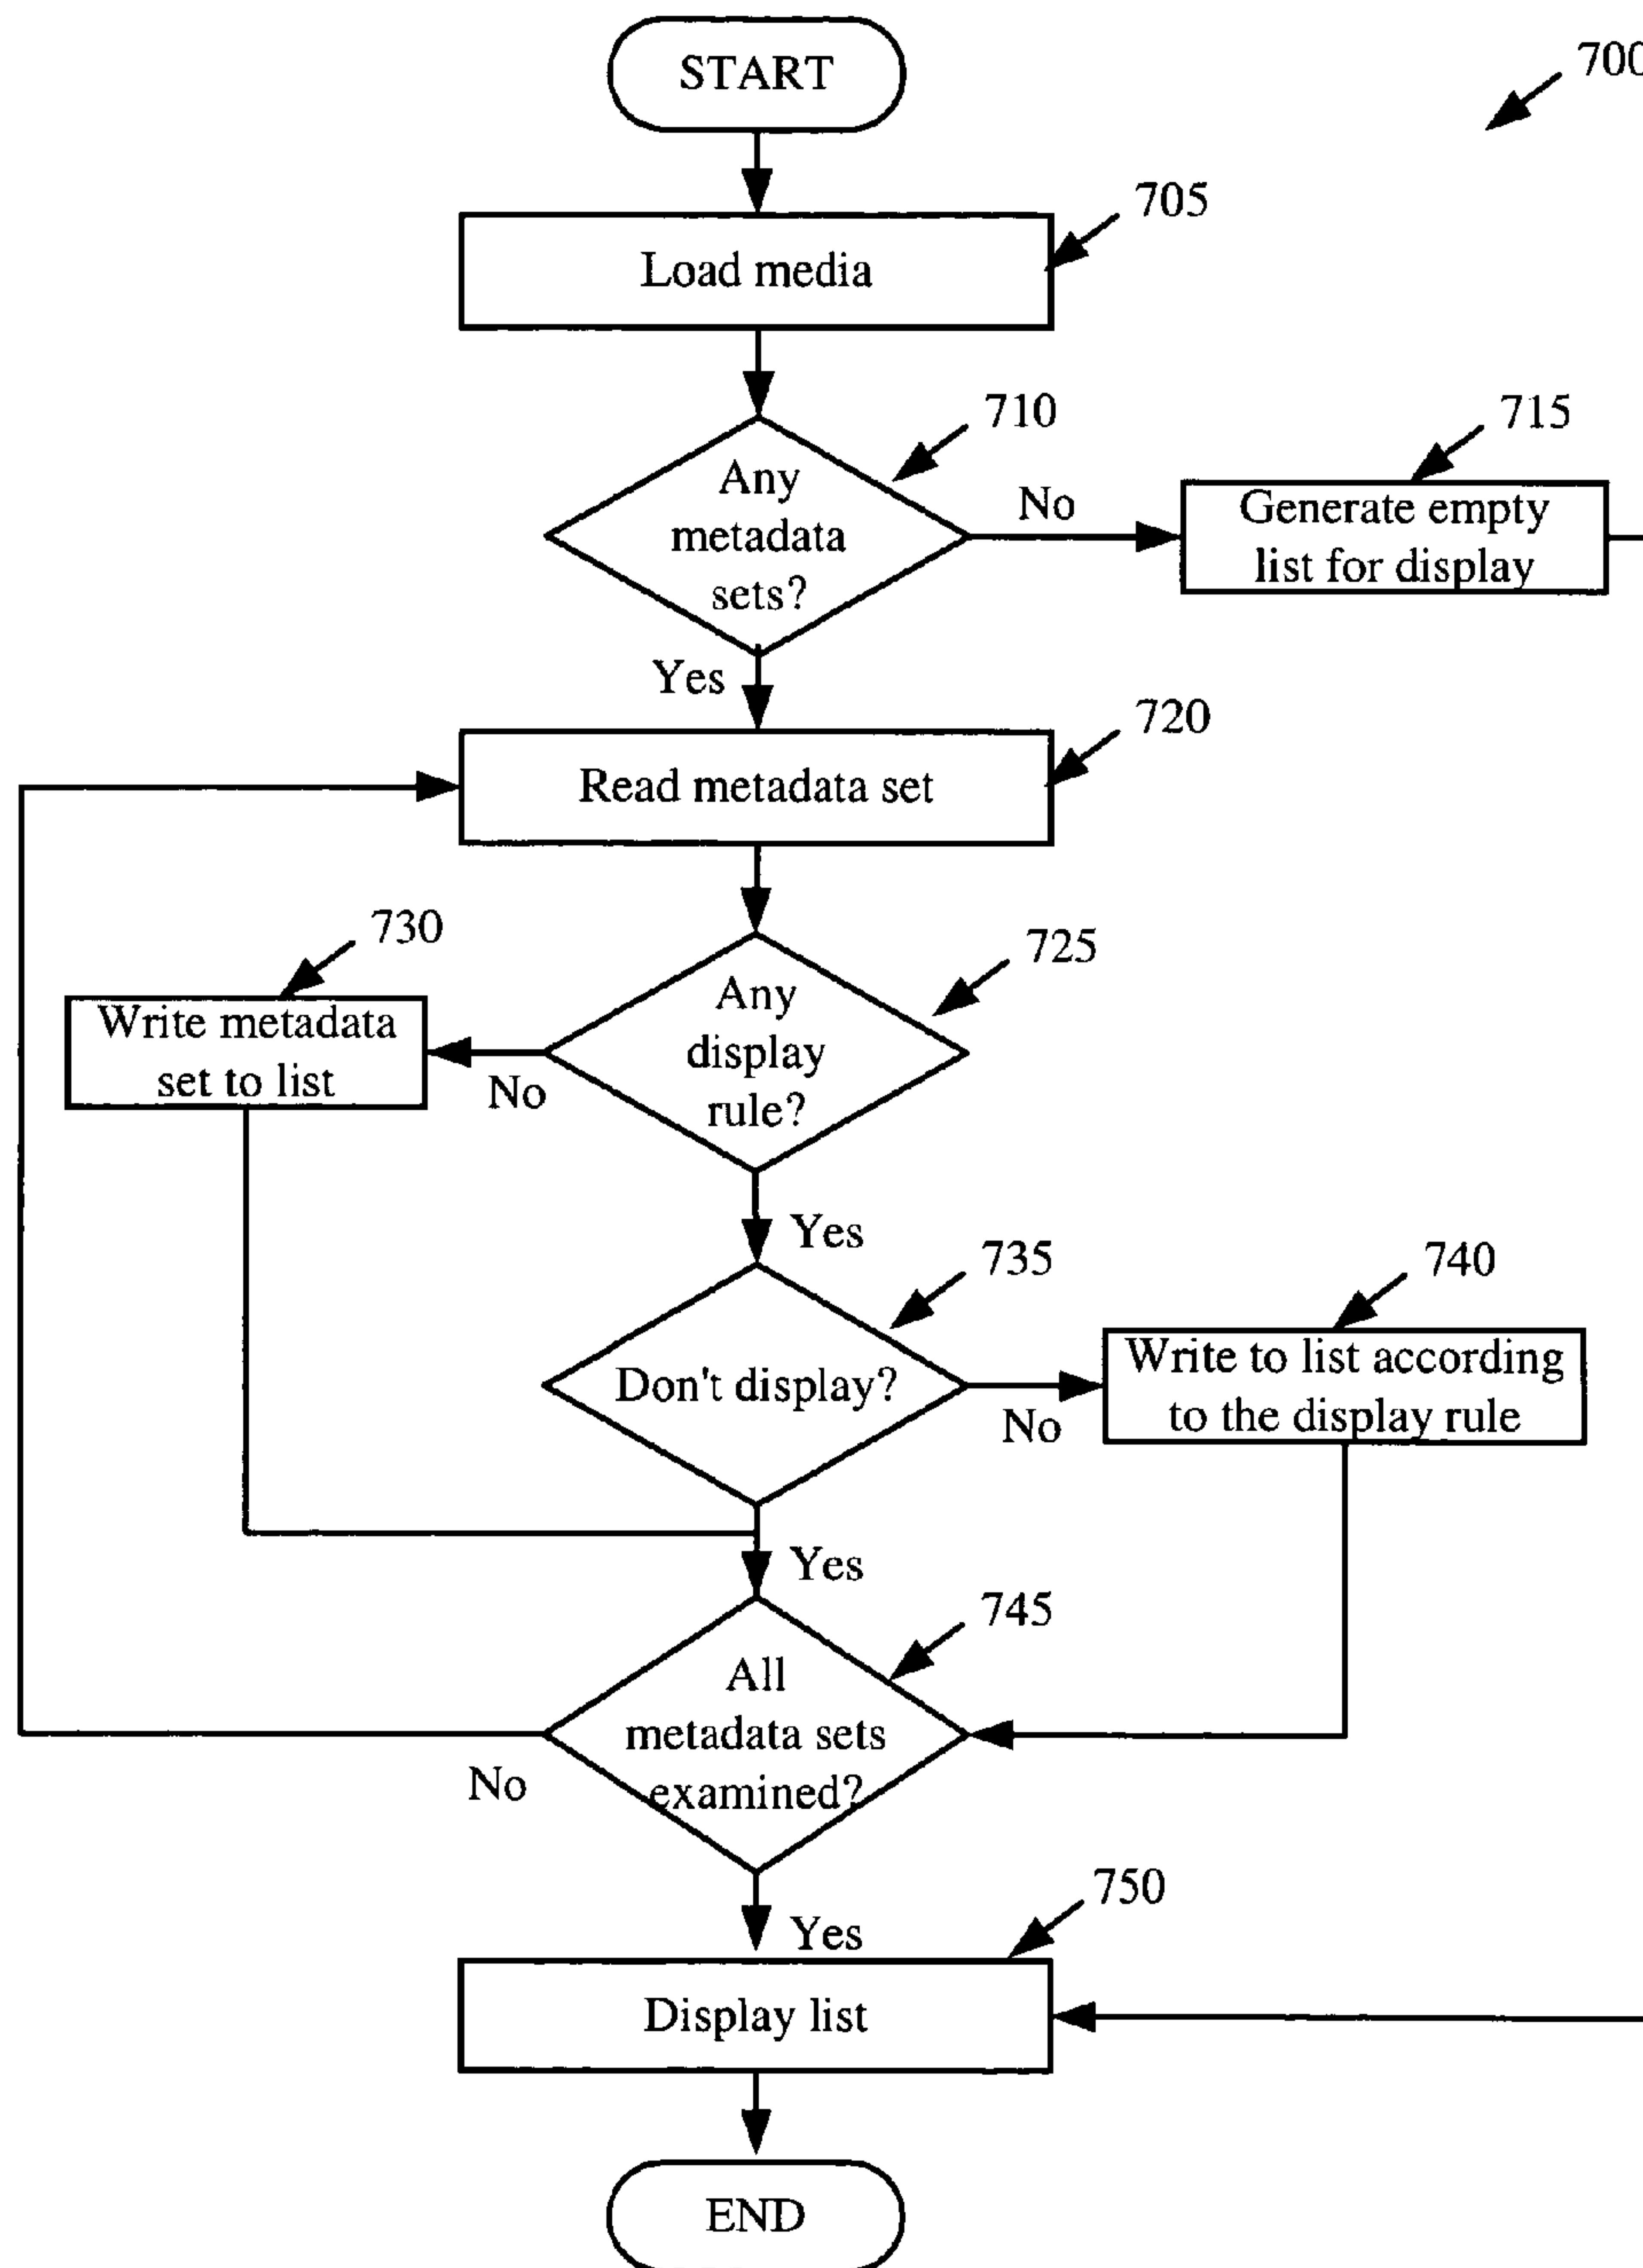 START
700
705
Load media
710
Any
metadata
sets?
No
715
Generate empty
list for display
Yes
720
Read metadata set
730
Write metadata
set to list
No
725
Any
display
rule?
Yes
735
Don't display?
No
740
Write to list according
to the display rule
Yes
745
All
metadata sets
examined?
No
Yes
750
Display list
END